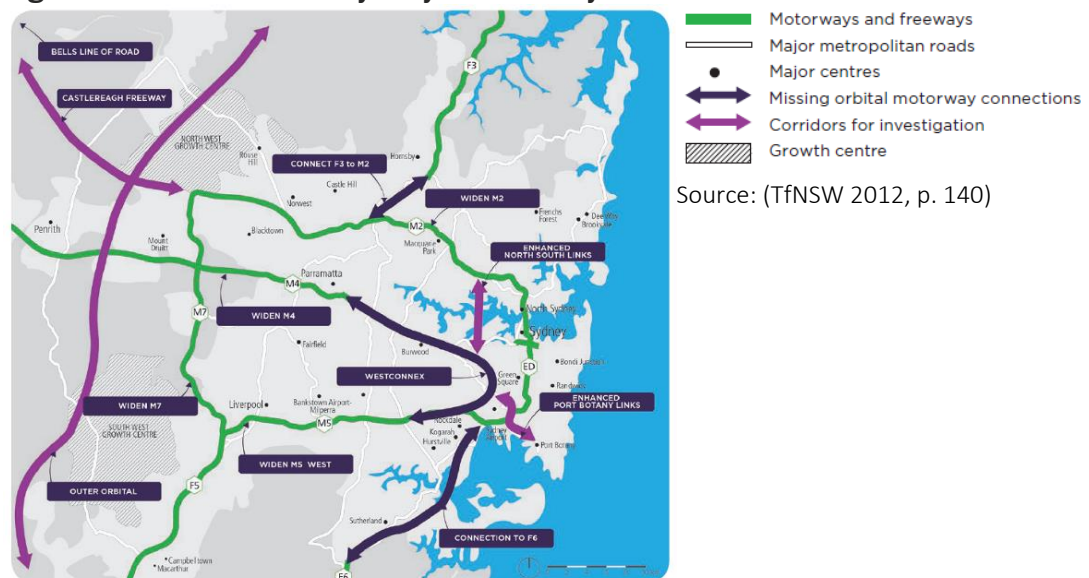 BELLS LINE OF ROAD
CASTLEREAGH FREEWAY
NORTH WEST
GROWTH CENTRE
Rouse
Hill
F3
Hornsby
CONNECT F3 to M2
Castle Hill
Norwest
WIDEN M2
M2
Macquarie
Park
Frenchs
Forest
Dee Why
Brookvale
Penrith
Mount
Druitt
Blacktown
ENHANCED
NORTH SOUTH LINKS
Parramatta
M4
M7
WIDEN M4
North Sydney
Sydney
Fairfield
Burwood
ED
Bondi Junction
WESTCONNEX
Green
Square
Randwick
WIDEN M7
Liverpool
Bankstown Airport-
Milperra
M5
ENHANCED
PORT BOTANY LINKS
SOUTH WEST
GROWTH CENTRE
Rockdale
Kogarah
Hurstville
Sydney
Airport
Port Botany
WIDEN M5 WEST
OUTER ORBITAL
F5
Sutherland
CONNECTION TO F6
Campbelltown
Macarthur
F6
Motorways and freeways
Major metropolitan roads
Major centres
Missing orbital motorway connections
Corridors for investigation
Growth centre
Source: (TfNSW 2012, p. 140)